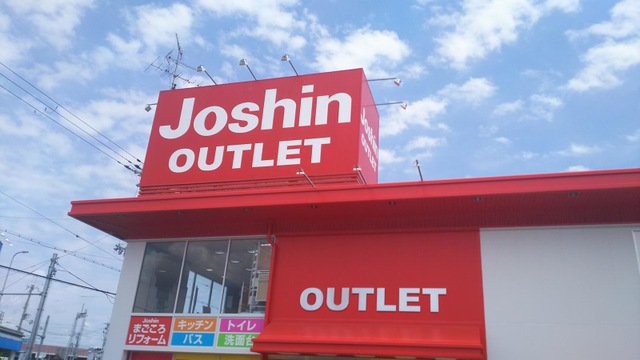 Joshin
OUTLET
Joshin
OUTLET
OUTLET
Joshin
まごころ
リフォーム
キッチン
トイレ
バス
洗面台